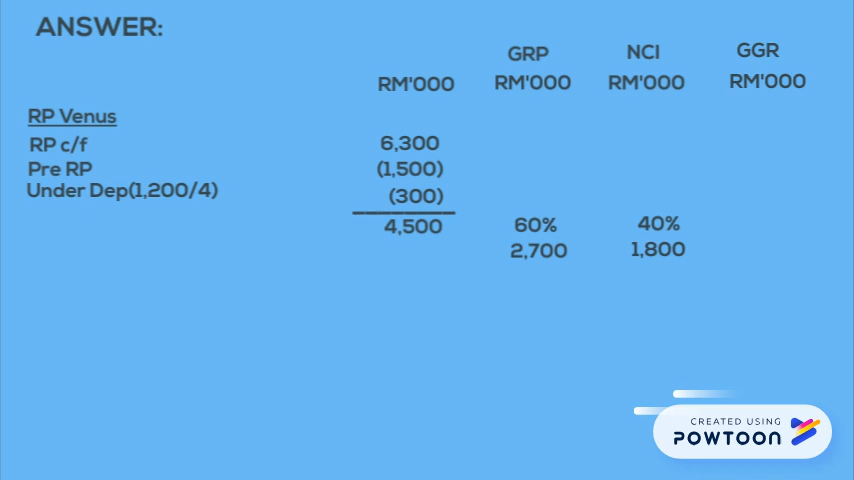 ANSWER:
GRP NCI GGR
RM'000 RM'000 RM'000 RM'000
RP Venus
RP c/f 6,300
Pre RP (1,500)
Under Dep(1,200/4) (300)
4,500 60% 40%
2,700 1,800
CREATED USING
POWTOON